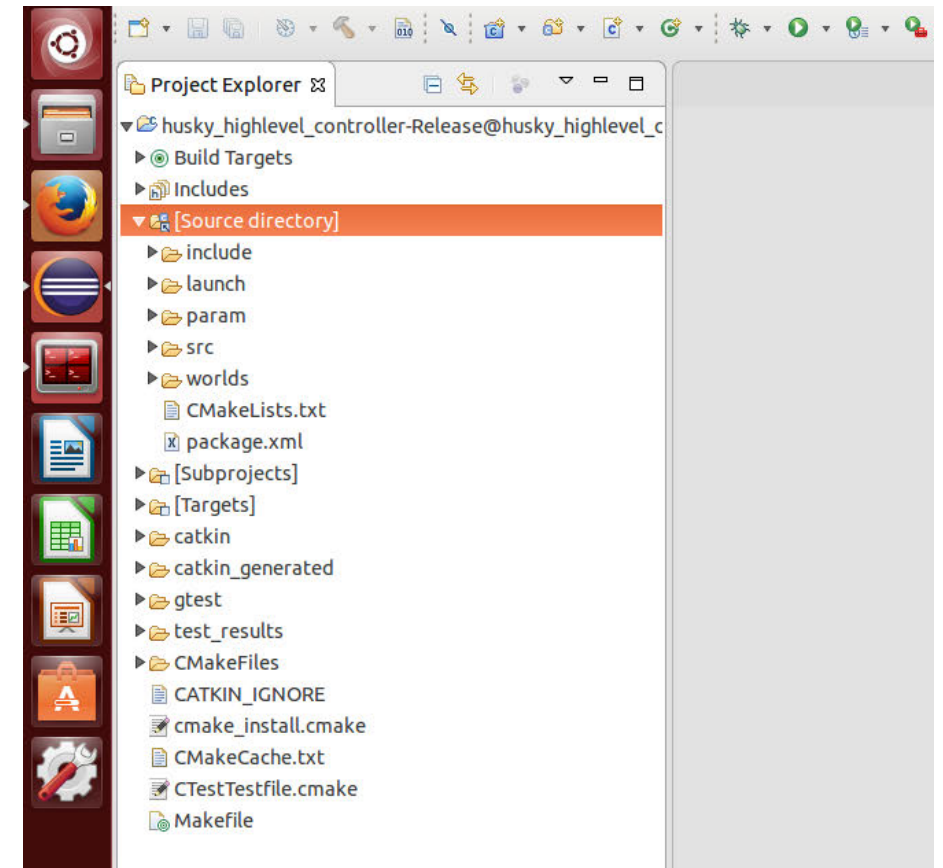 Project Explorer
husky_highlevel_controller-Release@husky_highlevel_c
Build Targets
Includes
[Source directory]
include
launch
param
src
worlds
CMakeLists.txt
package.xml
[Subprojects]
[Targets]
catkin
catkin_generated
gtest
test_results
CMakeFiles
CATKIN_IGNORE
cmake_install.cmake
CMakeCache.txt
CTestTestfile.cmake
Makefile